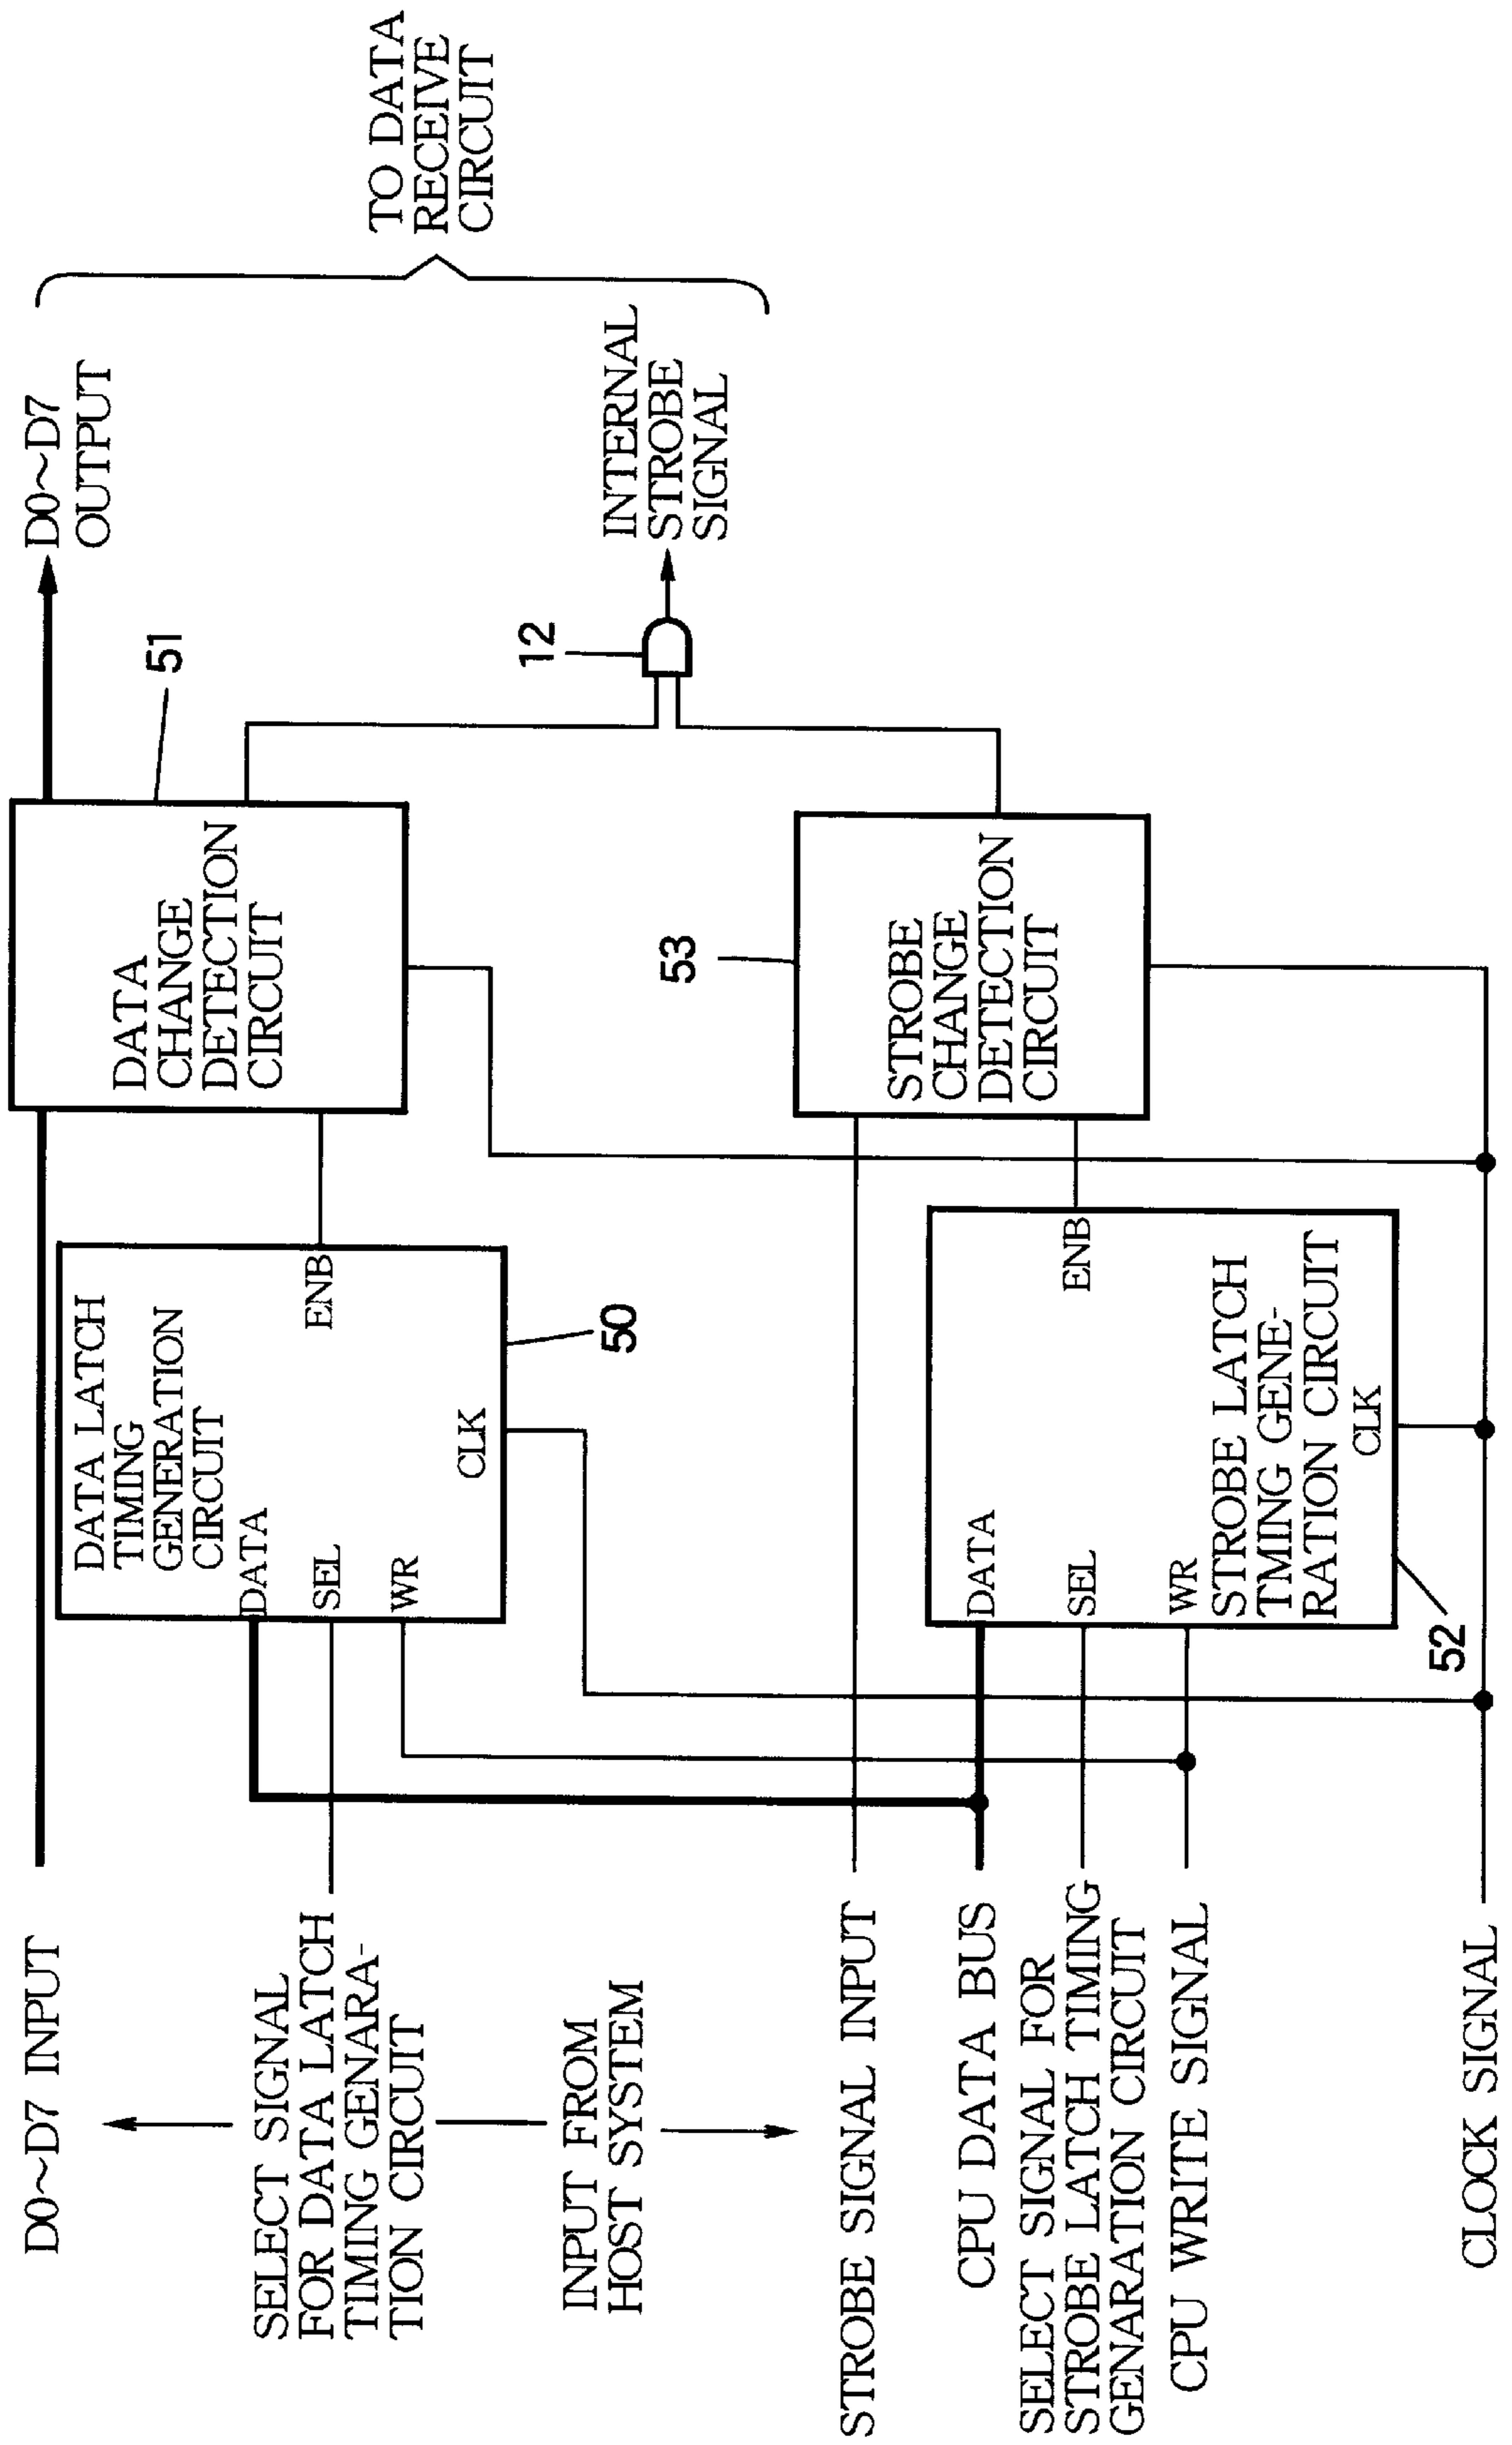 D0~D7 INPUT
SELECT SIGNAL
FOR DATA LATCH
TIMING GENARA-
TION CIRCUIT
INPUT FROM
HOST SYSTEM
STROBE SIGNAL INPUT
CPU DATA BUS
SELECT SIGNAL FOR
STROBE LATCH TIMING
GENARATION CIRCUIT
CPU WRITE SIGNAL
CLOCK SIGNAL
DATA LATCH
TIMING
GENERATION
CIRCUIT
DATA
SEL
WR
CLK
ENB
50
DATA
SEL
WR
STROBE LATCH
TMING GENE-
RATION CIRCUIT
CLK
ENB
52
DATA
CHANGE
DETECTION
CIRCUIT
51
STROBE
CHANGE
DETECTION
CIRCUIT
53
12
D0~D7
OUTPUT
INTERNAL
STROBE
SIGNAL
TO DATA
RECEIVE
CIRCUIT